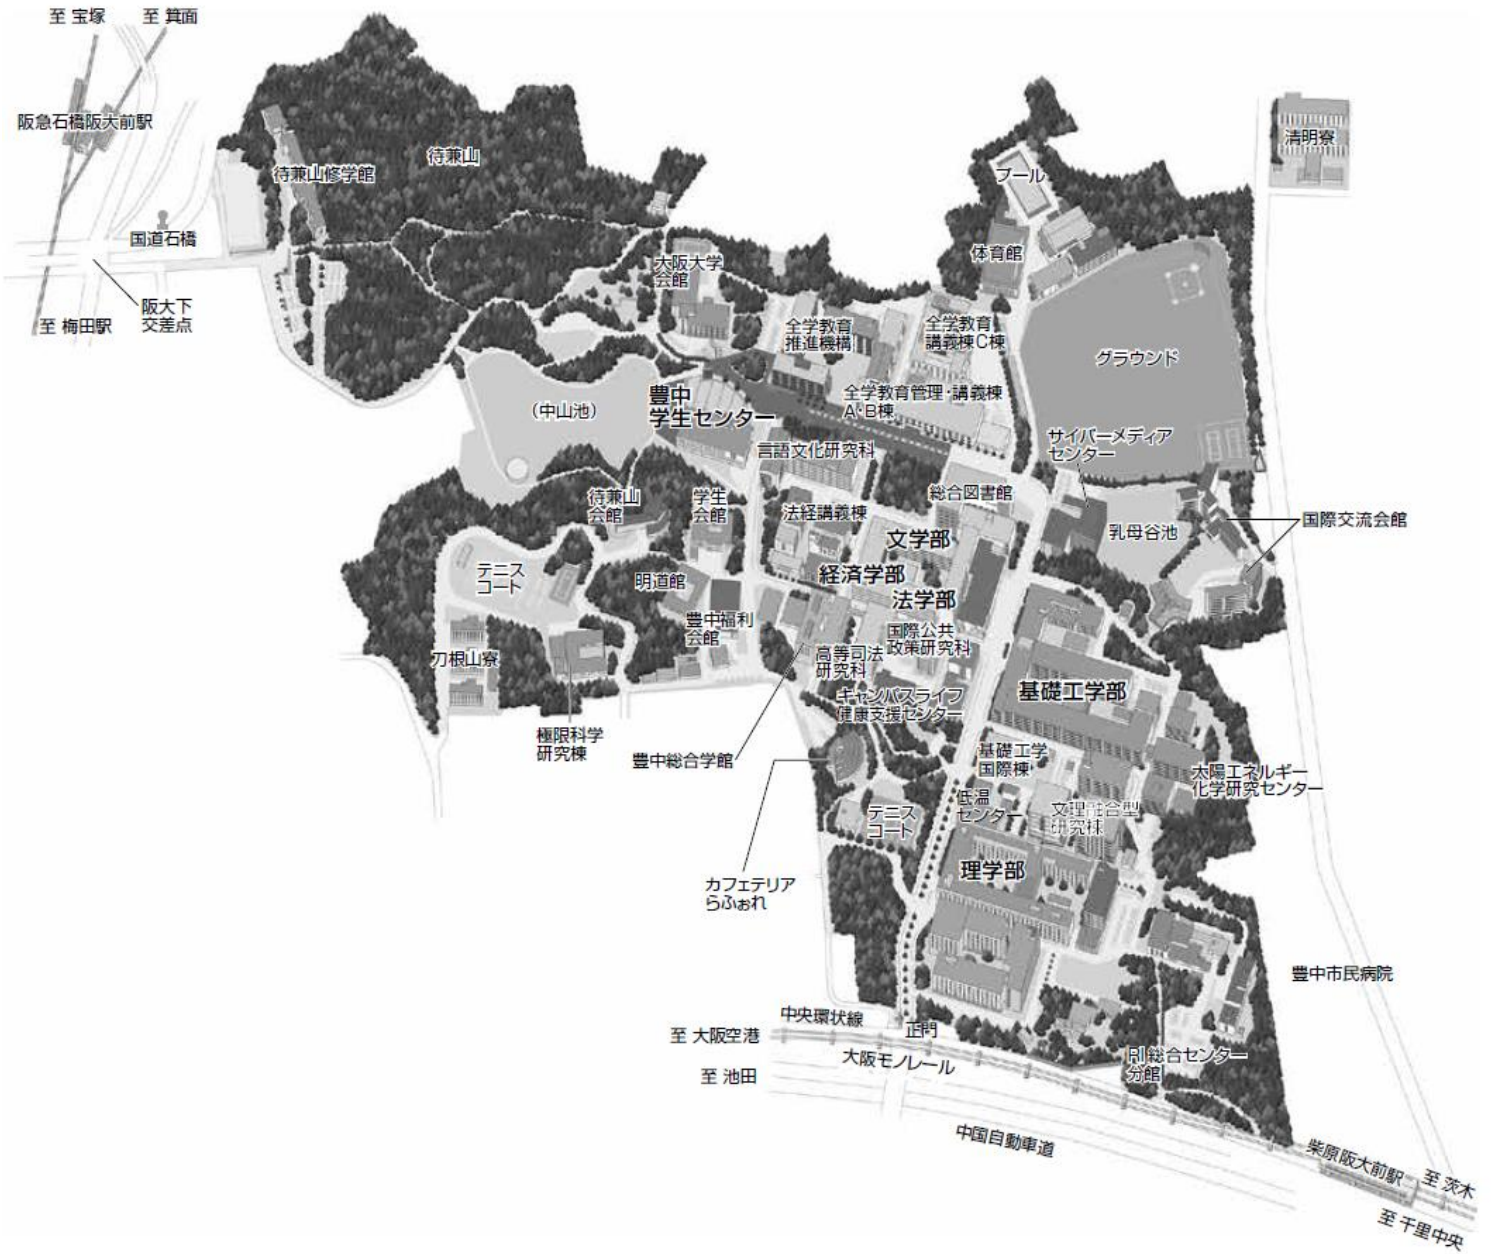 至 宝塚
至 箕面
阪急石橋阪大前駅
待兼山修学館
待兼山
国道石橋
阪大下
交差点
至 梅田駅
大阪大学
会館
プール
体育館
清明寮
全学教育
推進機構
全学教育
講義棟C棟
グラウンド
(中山池)
豊中
学生センター
全学教育管理・講義棟
A・B棟
サイバーメディア
センター
言語文化研究科
総合図書館
待兼山
会館
学生
会館
法経講義棟
文学部
乳母谷池
国際交流会館
テニス
コート
明道館
経済学部
法学部
豊中福利
会館
国際公共
政策研究科
刀根山寮
高等司法
研究科
キャンパスライフ
健康支援センター
基礎工学部
極限科学
研究棟
豊中総合学館
基礎工学
国際棟
太陽エネルギー
化学研究センター
低温
センター
文理融合型
研究棟
テニス
コート
カフェテリア
らふぉれ
理学部
豊中市民病院
中央環状線
正門
至 大阪空港
大阪モノレール
RI総合センター
分館
至 池田
中国自動車道
柴原阪大前駅
至 茨木
至 千里中央